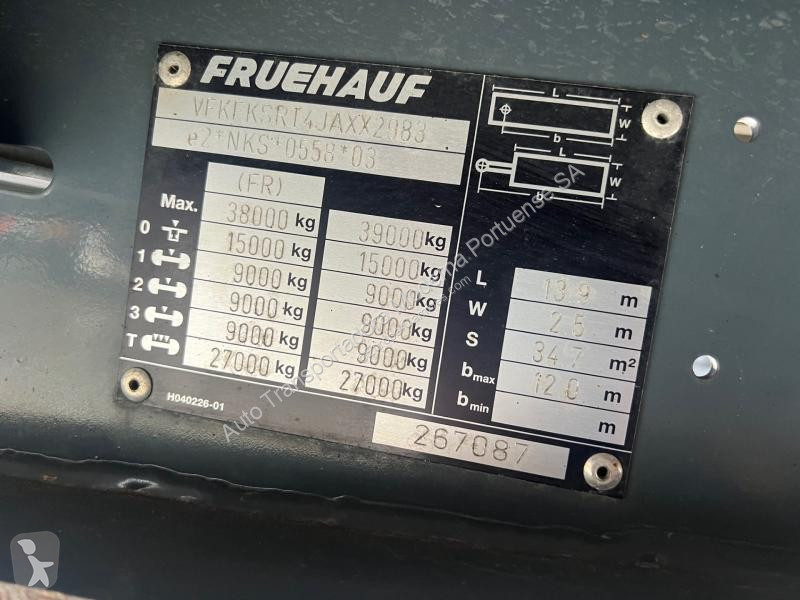 FRUEHAUF
VFKFKSRT4JAXX2083
e2*NKS*0558*03
(FR)
Max. 38000 kg 39000 kg
0 15000 kg 15000 kg
1 9000 kg 9000 kg
2 9000 kg 9000 kg
3 9000 kg 9000 kg
T 27000 kg 27000 kg
H040226-01
L
W
b
L
W
b
L 13.9 m
W 2.5 m
S 34.7 m²
bmax 12.0 m
bmin m
267087
Auto Transportadora Portuense SA